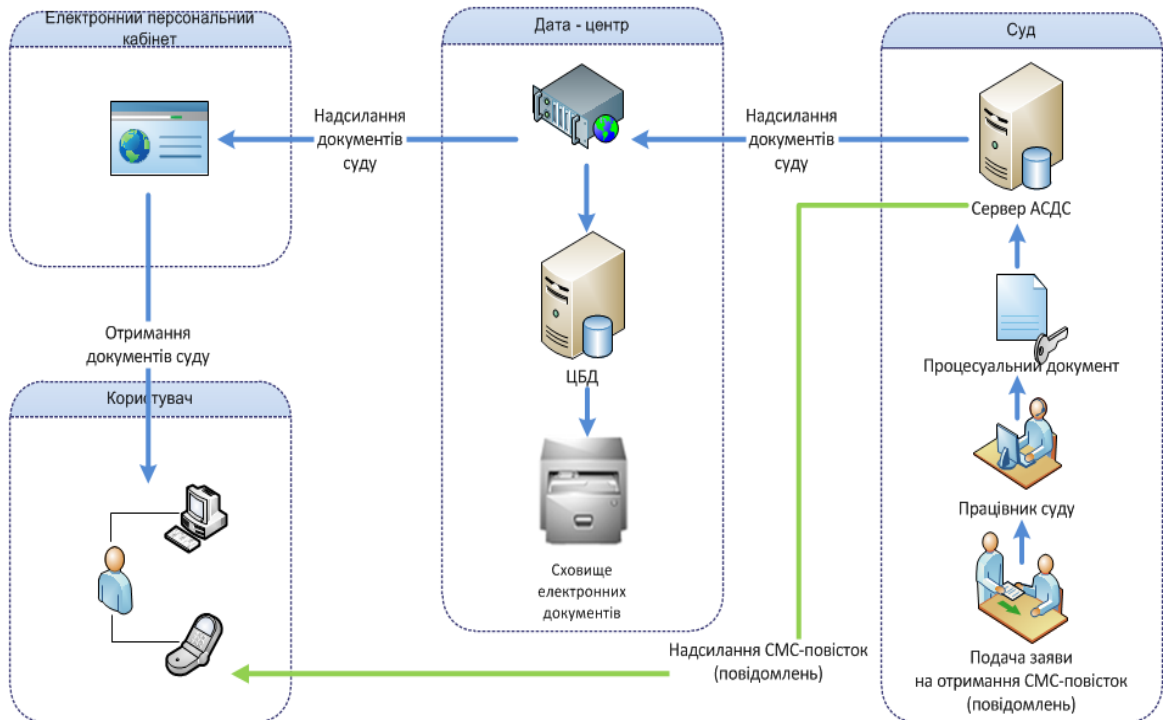 Електронний персональний
кабінет
Дата - центр
Суд
Надсилання
документів
суду
Надсилання
документів
суду
Сервер АСДС
Отримання
документів суду
ЦБД
Процесуальний документ
Користувач
Працівник суду
Сховище
електронних
документів
Надсилання СМС-повісток
(повідомлень)
Подача заяви
на отримання СМС-повісток
(повідомлень)